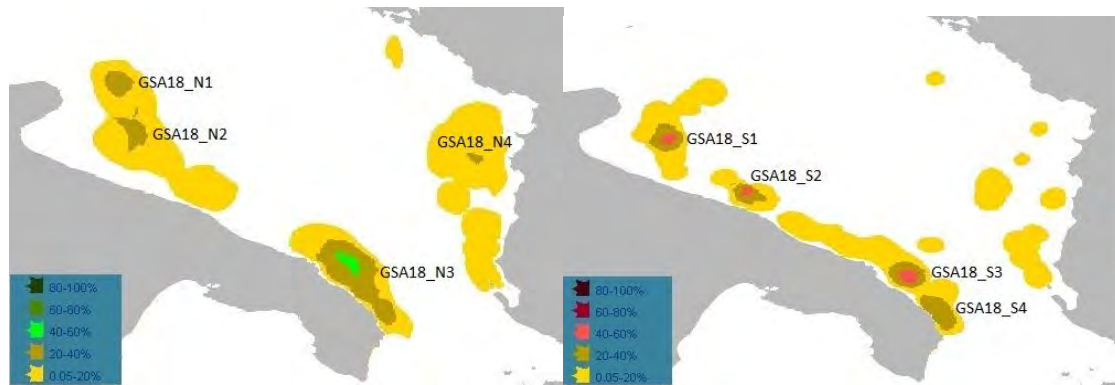 GSA18_N1
GSA18_N2
GSA18_N4
GSA18_N3
80-100%
60-80%
40-60%
20-40%
0.05-20%
GSA18_S1
GSA18_S2
GSA18_S3
GSA18_S4
80-100%
60-80%
40-60%
20-40%
0.05-20%